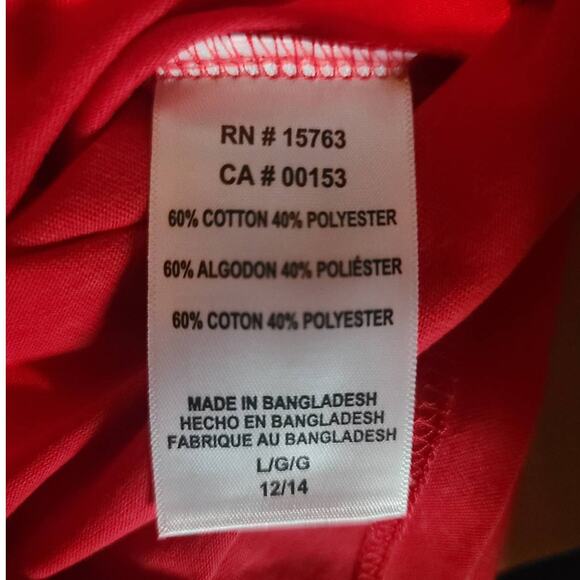 RN # 15763
CA # 00153
60% COTTON 40% POLYESTER
60% ALGODON 40% POLIÉSTER
60% COTON 40% POLYESTER
MADE IN BANGLADESH
HECHO EN BANGLADESH
FABRIQUE AU BANGLADESH
L/G/G
12/14